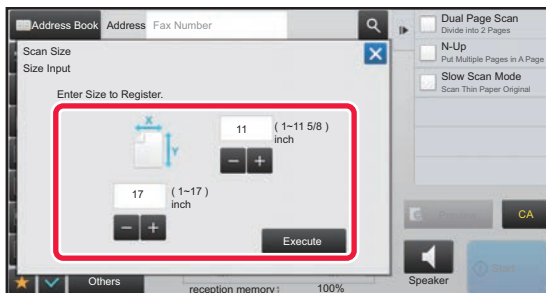 Address Book
Address
Fax Number
Dual Page Scan
Divide into 2 Pages
N-Up
Put Multiple Pages in A Page
Slow Scan Mode
Scan Thin Paper Original
Scan Size
Size Input
Enter Size to Register.
X
Y
11
( 1~11 5/8 )
inch
17
( 1~17 )
inch
Execute
CA
Others
reception memory:
100%
Speaker
Start